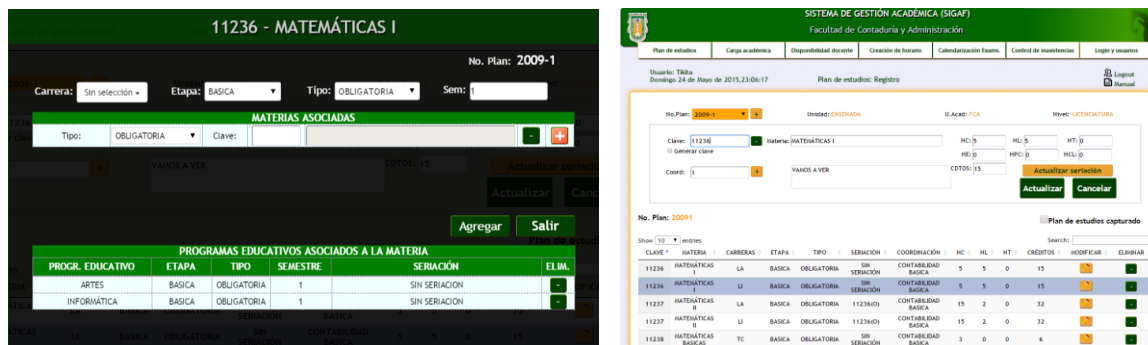 11236 - MATEMÁTICAS I
No. Plan: 2009-1
Carrera: Sin selección Etapa: BASICA Tipo: OBLIGATORIA Sem: 1
MATERIAS ASOCIADAS
Tipo: OBLIGATORIA Clave: - +
VAMOS A VER CDTOS: 15 Actualizar seriación
Actualizar Canc
Agregar Salir
PROGRAMAS EDUCATIVOS ASOCIADOS A LA MATERIA
PROGR. EDUCATIVO ETAPA TIPO SEMESTRE SERIACIÓN ELIM.
ARTES BASICA OBLIGATORIA 1 SIN SERIACION -
INFORMÁTICA BASICA OBLIGATORIA 1 SIN SERIACION -
SISTEMA DE GESTIÓN ACADÉMICA (SIGAF)
Facultad de Contaduría y Administración
Plan de estudios Carga académica Disponibilidad docente Creación de horario Calendarización Exams. Control de inasistencias Login y usuarios
Usuario: Tikita
Domingo 24 de Mayo de 2015,23:06:17
Plan de estudios: Registro
Logout
Manual
No.Plan: 2009-1 + Unidad: ENSENADA U.Acad: FCA Nivel: LICENCIATURA
Clave: 11236 - Materia: MATEMÁTICAS I HC: 5 HL: 5 HT: 0
Generar clave HE: 0 HPC: 0 HCL: 0
Coord: 1 + VAMOS A VER CDTOS: 15 Actualizar seriación
Actualizar Cancelar
No. Plan: 20091 Plan de estudios capturado
Show 10 entries Search:
CLAVE MATERIA CARRERAS ETAPA TIPO SERIACION COORDINACIÓN HC HL HT CRÉDITOS MODIFICAR ELIMINAR
11236 MATEMÁTICAS I LA BASICA OBLIGATORIA SIN SERIACIÓN CONTABILIDAD BASICA 5 5 0 15 -
11236 MATEMÁTICAS I LI BASICA OBLIGATORIA SIN SERIACIÓN CONTABILIDAD BASICA 5 5 0 15 -
11237 MATEMÁTICAS II LA BASICA OBLIGATORIA 11236(O) CONTABILIDAD BASICA 15 2 0 32 -
11237 MATEMÁTICAS II LI BASICA OBLIGATORIA 11236(O) CONTABILIDAD BASICA 15 2 0 32 -
11238 MATEMÁTICAS BASICAS TC BASICA OBLIGATORIA SIN SERIACIÓN CONTABILIDAD BASICA 3 0 0 6 -